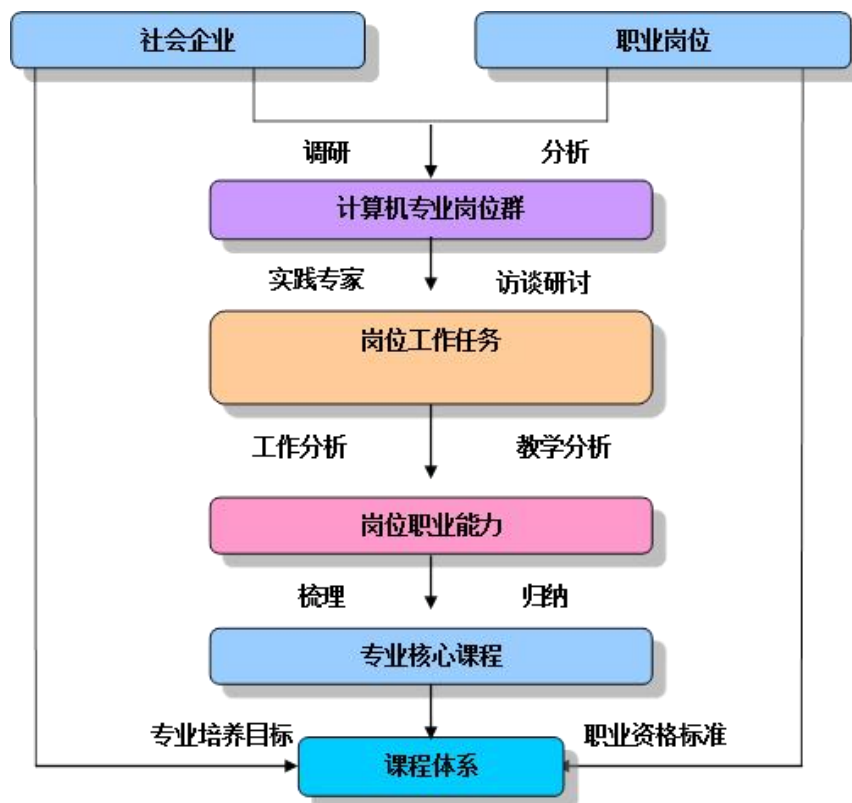 社会企业
职业岗位
调研
分析
计算机专业岗位群
实践专家
访谈研讨
岗位工作任务
工作分析
教学分析
岗位职业能力
梳理
归纳
专业核心课程
专业培养目标
职业资格标准
课程体系